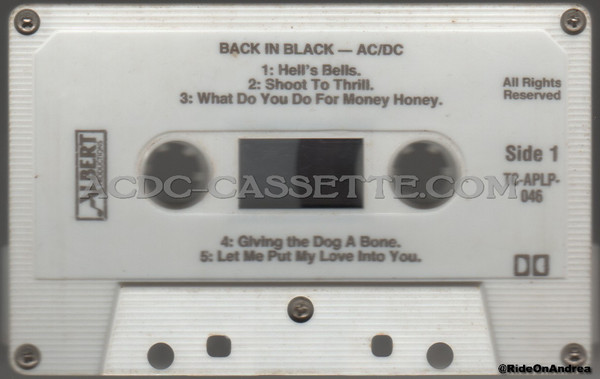 BACK IN BLACK — AC/DC
1: Hell's Bells.
2: Shoot To Thrill.
3: What Do You Do For Money Honey.
All Rights
Reserved
ALBERT
PRODUCTIONS
Side 1
ACDC-CASSETTE.COM
TC-APLP-
046
4: Giving the Dog A Bone.
5: Let Me Put My Love Into You.
@RideOnAndrea